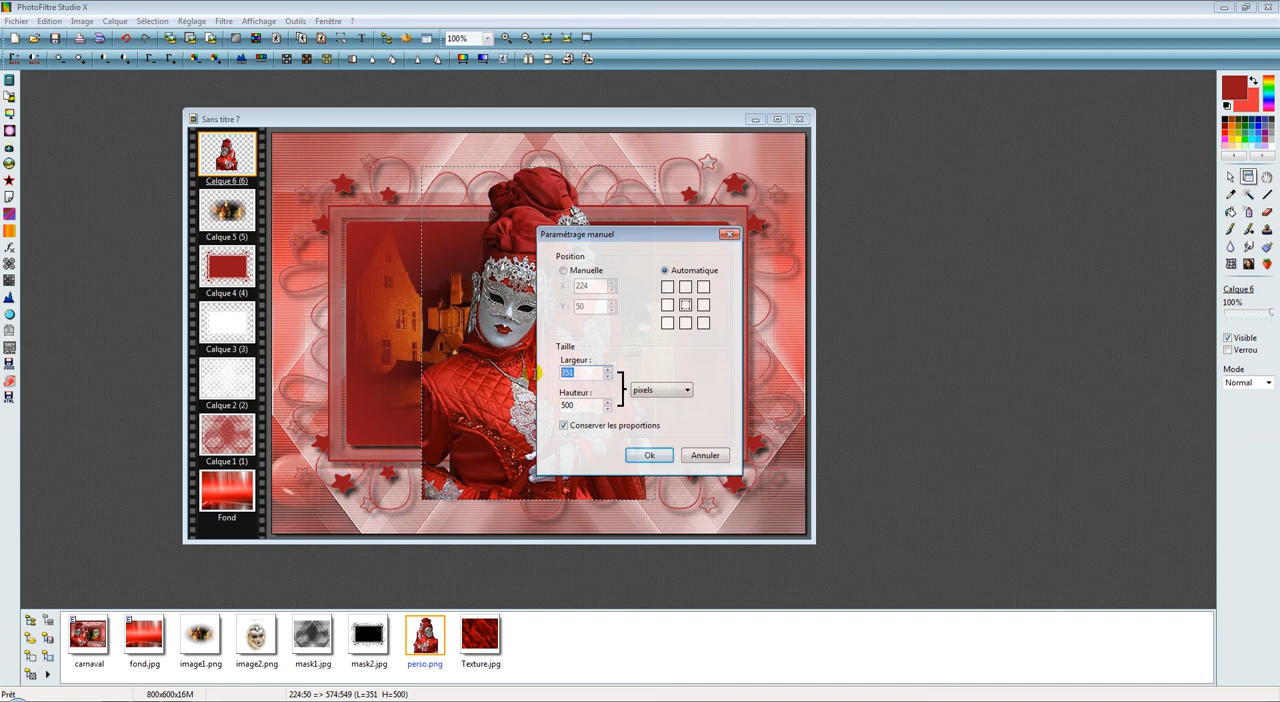 PhotoFiltre Studio X
Fichier Edition Image Calque Sélection Réglage Filtre Affichage Outils Fenêtre ?
100%
Sans titre 7
Calque 6 (6)
Calque 5 (5)
Calque 4 (4)
Calque 3 (3)
Calque 2 (2)
Calque 1 (1)
Fond
Paramétrage manuel
Position
Manuelle
Automatique
X : 224
Y : 50
Taille
Largeur :
351
pixels
Hauteur :
500
Conserver les proportions
Ok Annuler
Calque 6
100%
Visible
Verrou
Mode
Normal
carnaval fond.jpg image1.png image2.png mask1.jpg mask2.jpg perso.png Texture.jpg
Prêt 800x600x16M 224:50 => 574:549 (L=351 H=500)